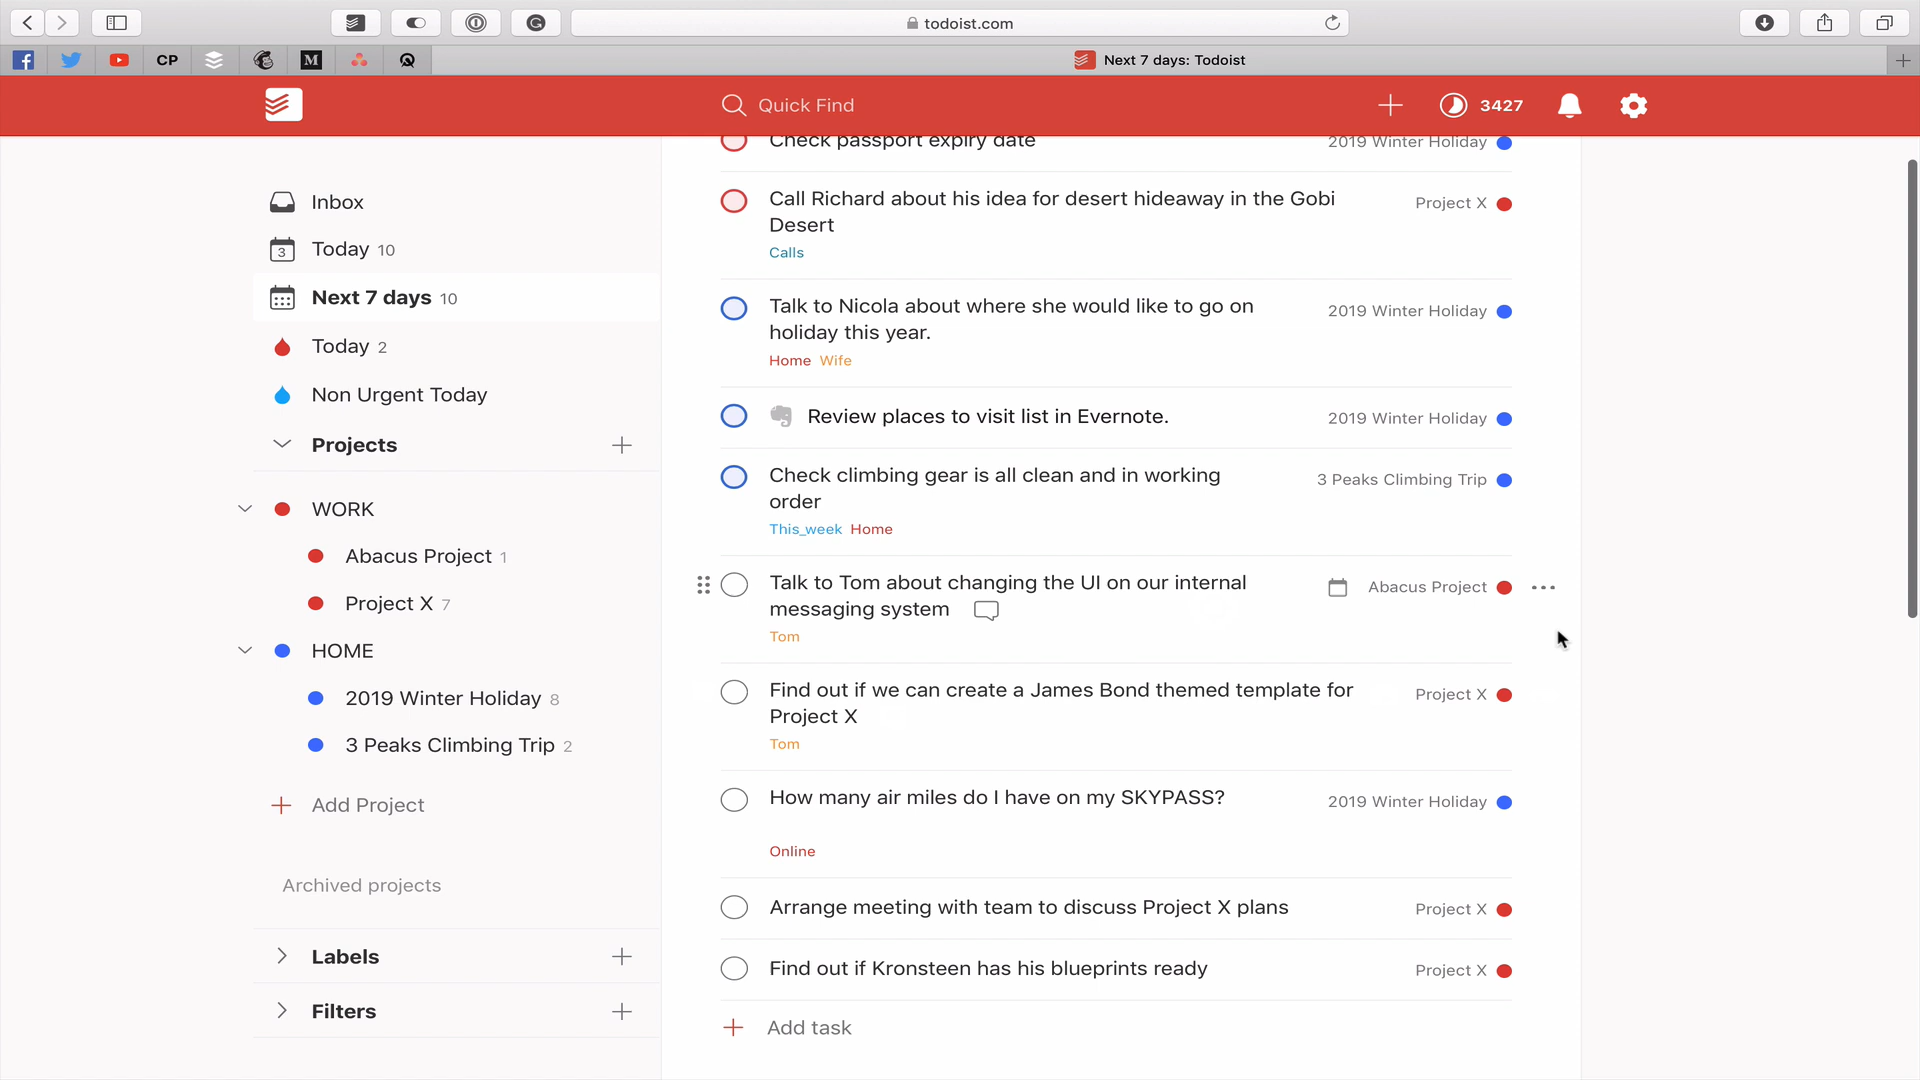 todoist.com
CP
M
Next 7 days: Todoist
Quick Find
3427
Inbox
3
Today 10
Next 7 days 10
Today 2
Non Urgent Today
Projects
WORK
Abacus Project 1
Project X 7
HOME
2019 Winter Holiday 8
3 Peaks Climbing Trip 2
Add Project
Archived projects
Labels
Filters
Check passport expiry date
2019 Winter Holiday
Call Richard about his idea for desert hideaway in the Gobi
Desert
Project X
Calls
Talk to Nicola about where she would like to go on
holiday this year.
2019 Winter Holiday
Home Wife
Review places to visit list in Evernote.
2019 Winter Holiday
Check climbing gear is all clean and in working
order
3 Peaks Climbing Trip
This_week Home
Talk to Tom about changing the UI on our internal
messaging system
Abacus Project
Tom
Find out if we can create a James Bond themed template for
Project X
Project X
Tom
How many air miles do I have on my SKYPASS?
2019 Winter Holiday
Online
Arrange meeting with team to discuss Project X plans
Project X
Find out if Kronsteen has his blueprints ready
Project X
Add task